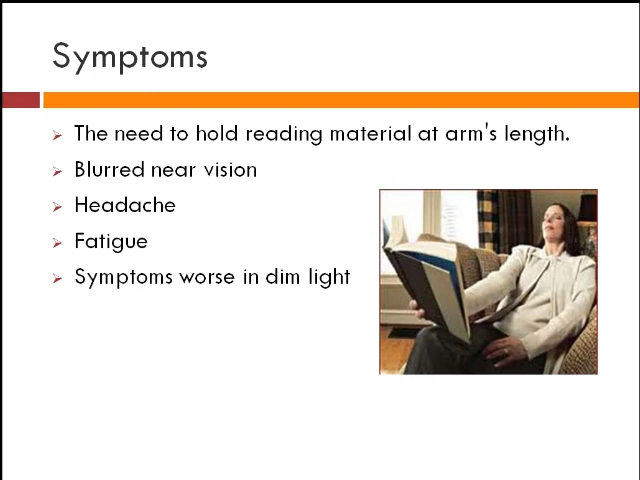 Symptoms
The need to hold reading material at arm's length.
Blurred near vision
Headache
Fatigue
Symptoms worse in dim light